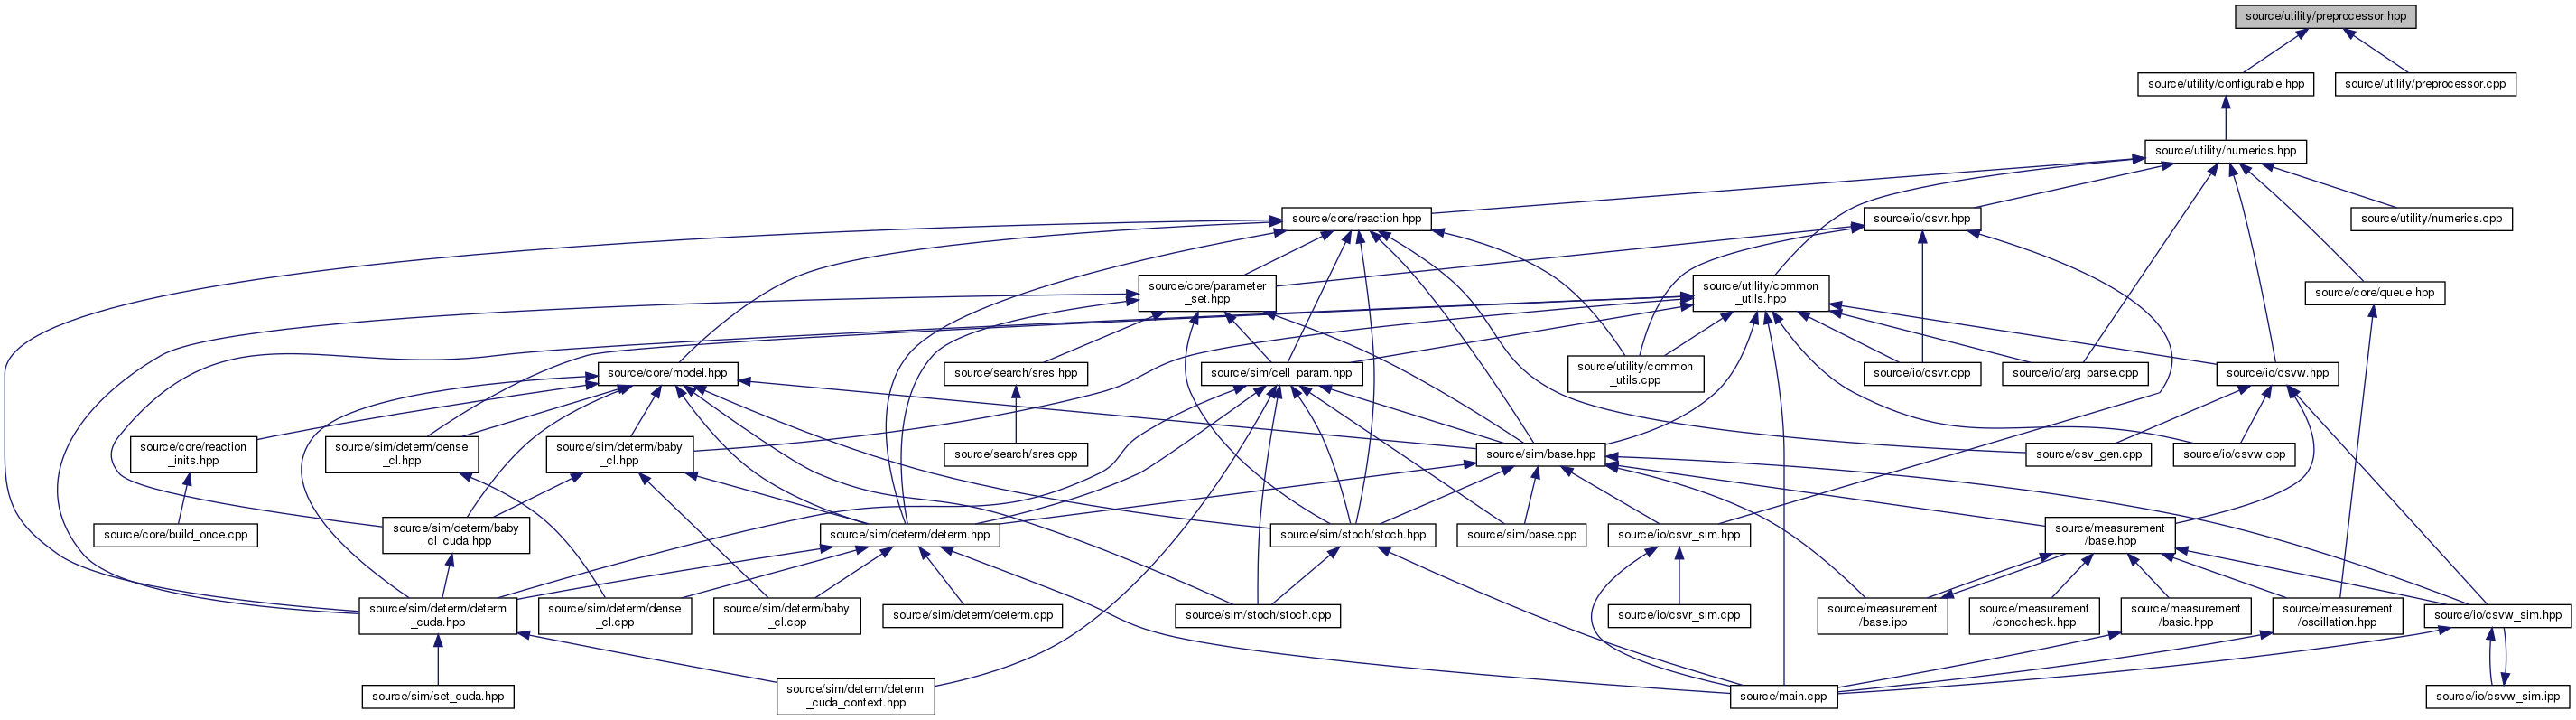 source/utility/preprocessor.hpp
source/utility/configurable.hpp
source/utility/preprocessor.cpp
source/utility/numerics.hpp
source/core/reaction.hpp
source/io/csvr.hpp
source/utility/numerics.cpp
source/core/parameter
_set.hpp
source/utility/common
_utils.hpp
source/core/queue.hpp
source/core/model.hpp
source/search/sres.hpp
source/sim/cell_param.hpp
source/utility/common
_utils.cpp
source/io/csvr.cpp
source/io/arg_parse.cpp
source/io/csvw.hpp
source/core/reaction
_inits.hpp
source/sim/determ/dense
_cl.hpp
source/sim/determ/baby
_cl.hpp
source/search/sres.cpp
source/sim/base.hpp
source/csv_gen.cpp
source/io/csvw.cpp
source/core/build_once.cpp
source/sim/determ/baby
_cl_cuda.hpp
source/sim/determ/determ.hpp
source/sim/stoch/stoch.hpp
source/sim/base.cpp
source/io/csvr_sim.hpp
source/measurement
/base.hpp
source/sim/determ/determ
_cuda.hpp
source/sim/determ/dense
_cl.cpp
source/sim/determ/baby
_cl.cpp
source/sim/determ/determ.cpp
source/sim/stoch/stoch.cpp
source/io/csvr_sim.cpp
source/measurement
/base.ipp
source/measurement
/conccheck.hpp
source/measurement
/basic.hpp
source/measurement
/oscillation.hpp
source/io/csvw_sim.hpp
source/sim/set_cuda.hpp
source/sim/determ/determ
_cuda_context.hpp
source/main.cpp
source/io/csvw_sim.ipp